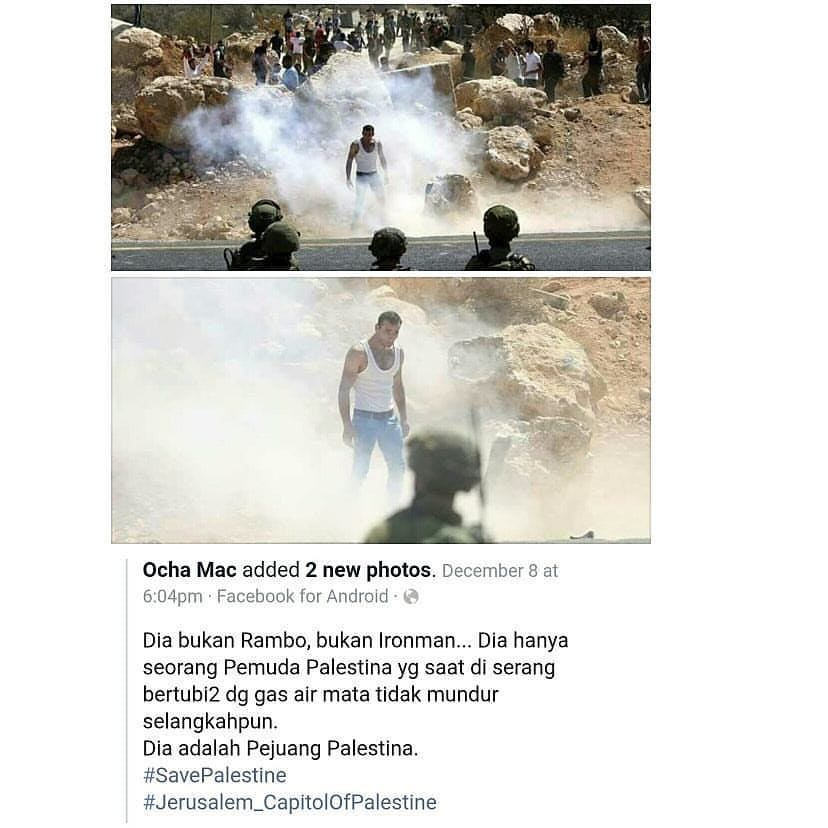 Ocha Mac added 2 new photos. December 8 at
6:04pm · Facebook for Android ·
Dia bukan Rambo, bukan Ironman... Dia hanya
seorang Pemuda Palestina yg saat di serang
bertubi2 dg gas air mata tidak mundur
selangkahpun.
Dia adalah Pejuang Palestina.
#SavePalestine
#Jerusalem_CapitolOfPalestine